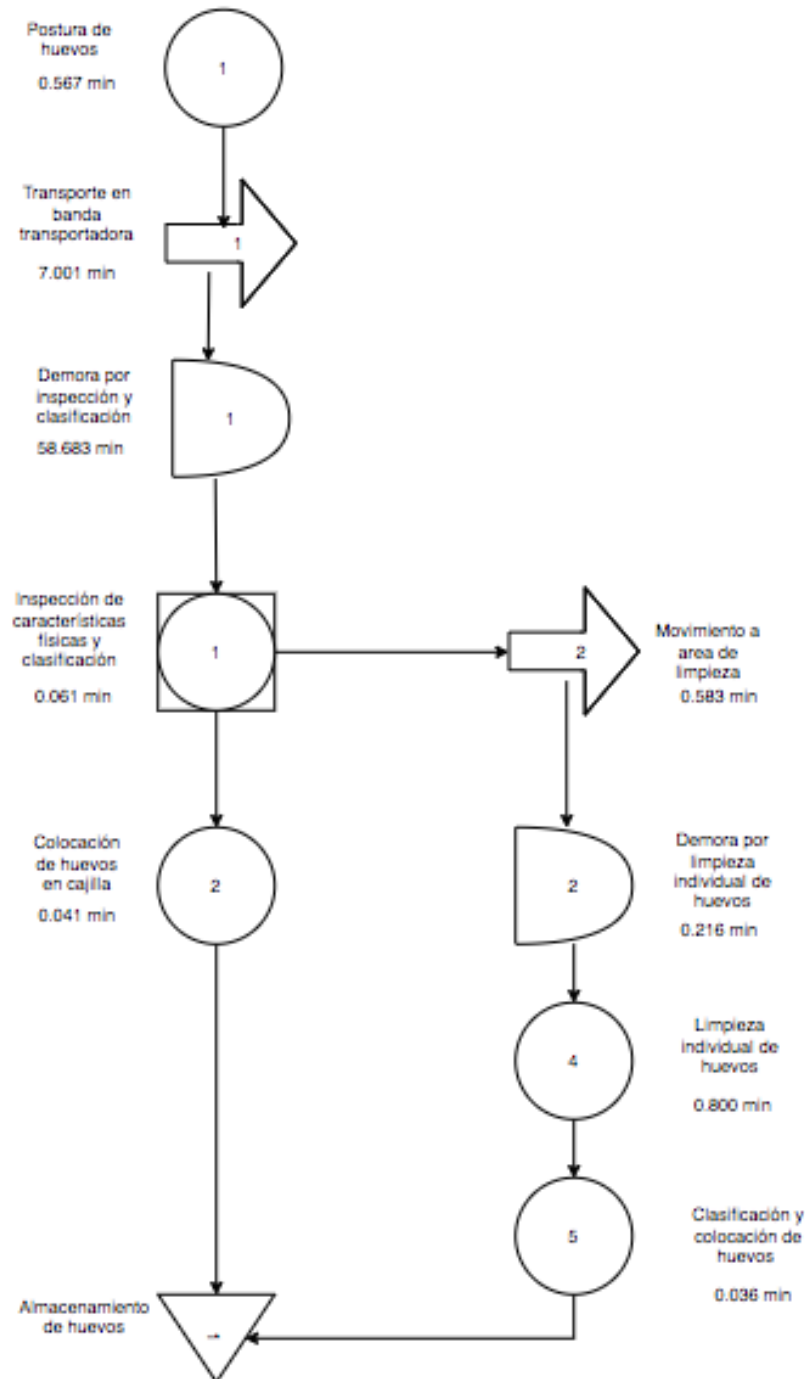 Postura de
huevos
0.567 min
1
Transporte en
banda
transportadora
7.001 min
1
Demora por
inspección y
clasificación
58.683 min
1
Inspección de
características
físicas y
clasificación
0.061 min
1
2
Movimiento a
area de
limpieza
0.583 min
Colocación
de huevos
en cajilla
0.041 min
2
2
Demora por
limpieza
individual de
huevos
0.216 min
4
Limpieza
individual de
huevos
0.800 min
5
Clasificación y
colocación de
huevos
0.036 min
Almacenamiento
de huevos
1